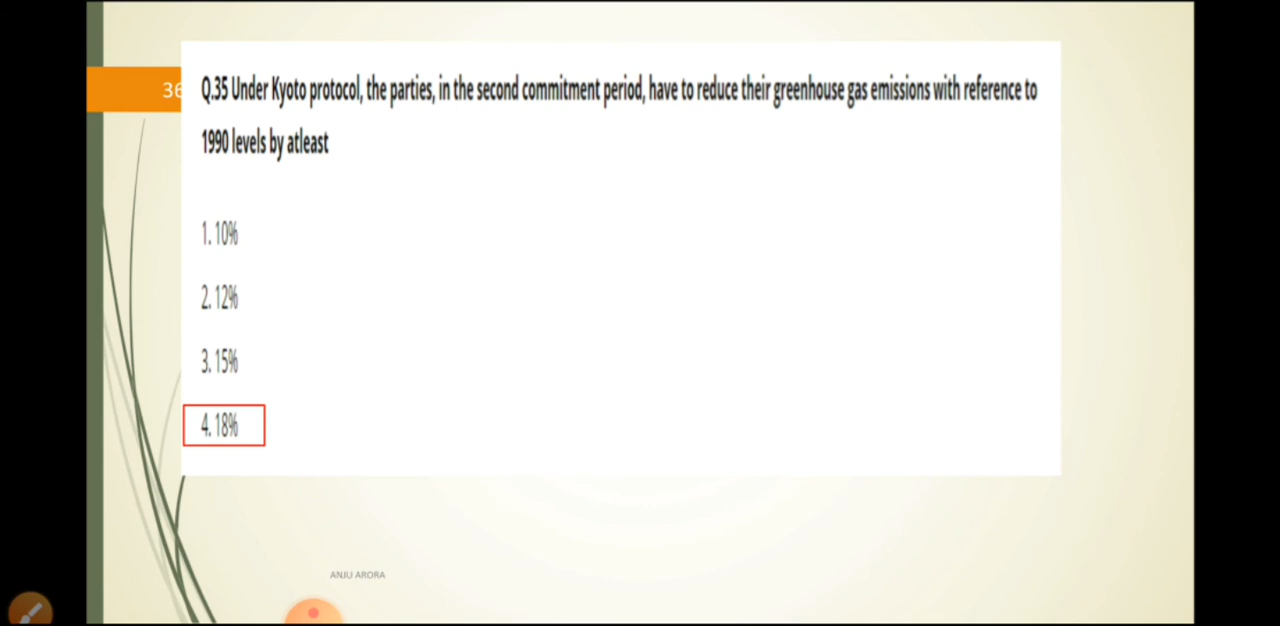 36
Q.35 Under Kyoto protocol, the parties, in the second commitment period, have to reduce their greenhouse gas emissions with reference to
1990 levels by atleast
1. 10%
2. 12%
3. 15%
4. 18%
ANJU ARORA